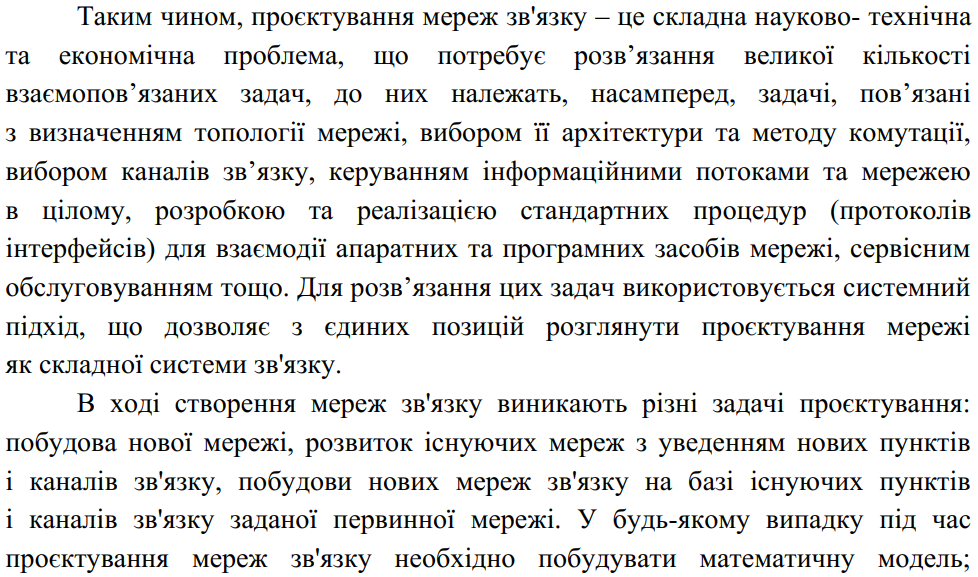 Таким чином, проєктування мереж зв'язку – це складна науково- технічна
та економічна проблема, що потребує розв’язання великої кількості
взаємопов’язаних задач, до них належать, насамперед, задачі, пов’язані
з визначенням топології мережі, вибором її архітектури та методу комутації,
вибором каналів зв’язку, керуванням інформаційними потоками та мережею
в цілому, розробкою та реалізацією стандартних процедур (протоколів
інтерфейсів) для взаємодії апаратних та програмних засобів мережі, сервісним
обслуговуванням тощо. Для розв’язання цих задач використовується системний
підхід, що дозволяє з єдиних позицій розглянути проєктування мережі
як складної системи зв'язку.
В ході створення мереж зв'язку виникають різні задачі проєктування:
побудова нової мережі, розвиток існуючих мереж з уведенням нових пунктів
і каналів зв'язку, побудови нових мереж зв'язку на базі існуючих пунктів
і каналів зв'язку заданої первинної мережі. У будь-якому випадку під час
проєктування мереж зв'язку необхідно побудувати математичну модель;